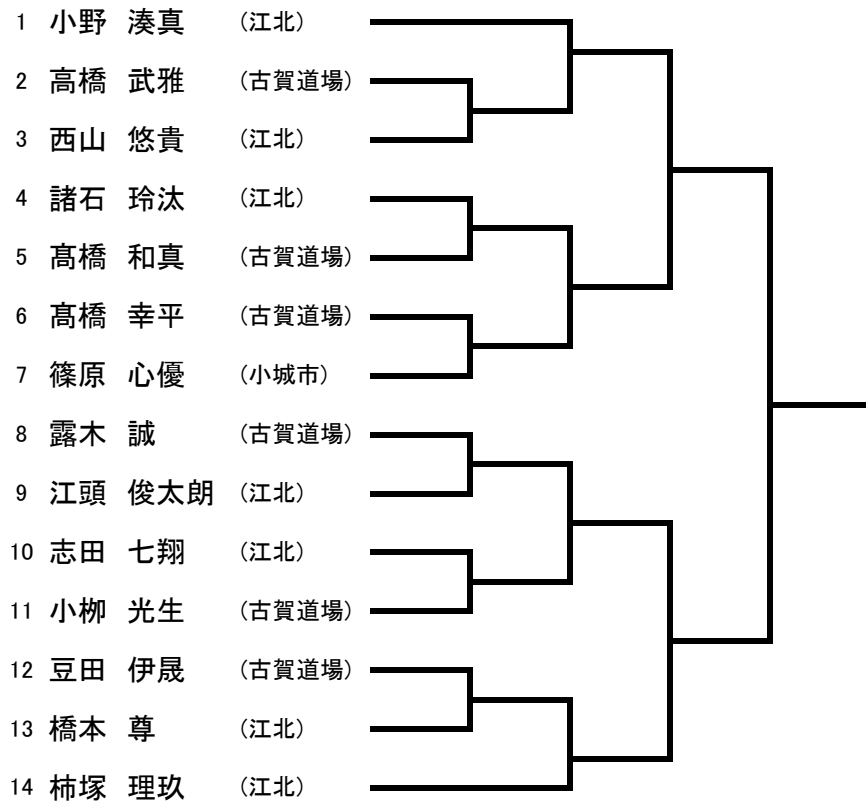 1 小野 湊真 (江北)
2 高橋 武雅 (古賀道場)
3 西山 悠貴 (江北)
4 諸石 玲汰 (江北)
5 髙橋 和真 (古賀道場)
6 髙橋 幸平 (古賀道場)
7 篠原 心優 (小城市)
8 露木 誠 (古賀道場)
9 江頭 俊太朗 (江北)
10 志田 七翔 (江北)
11 小栁 光生 (古賀道場)
12 豆田 伊晟 (古賀道場)
13 橋本 尊 (江北)
14 柿塚 理玖 (江北)